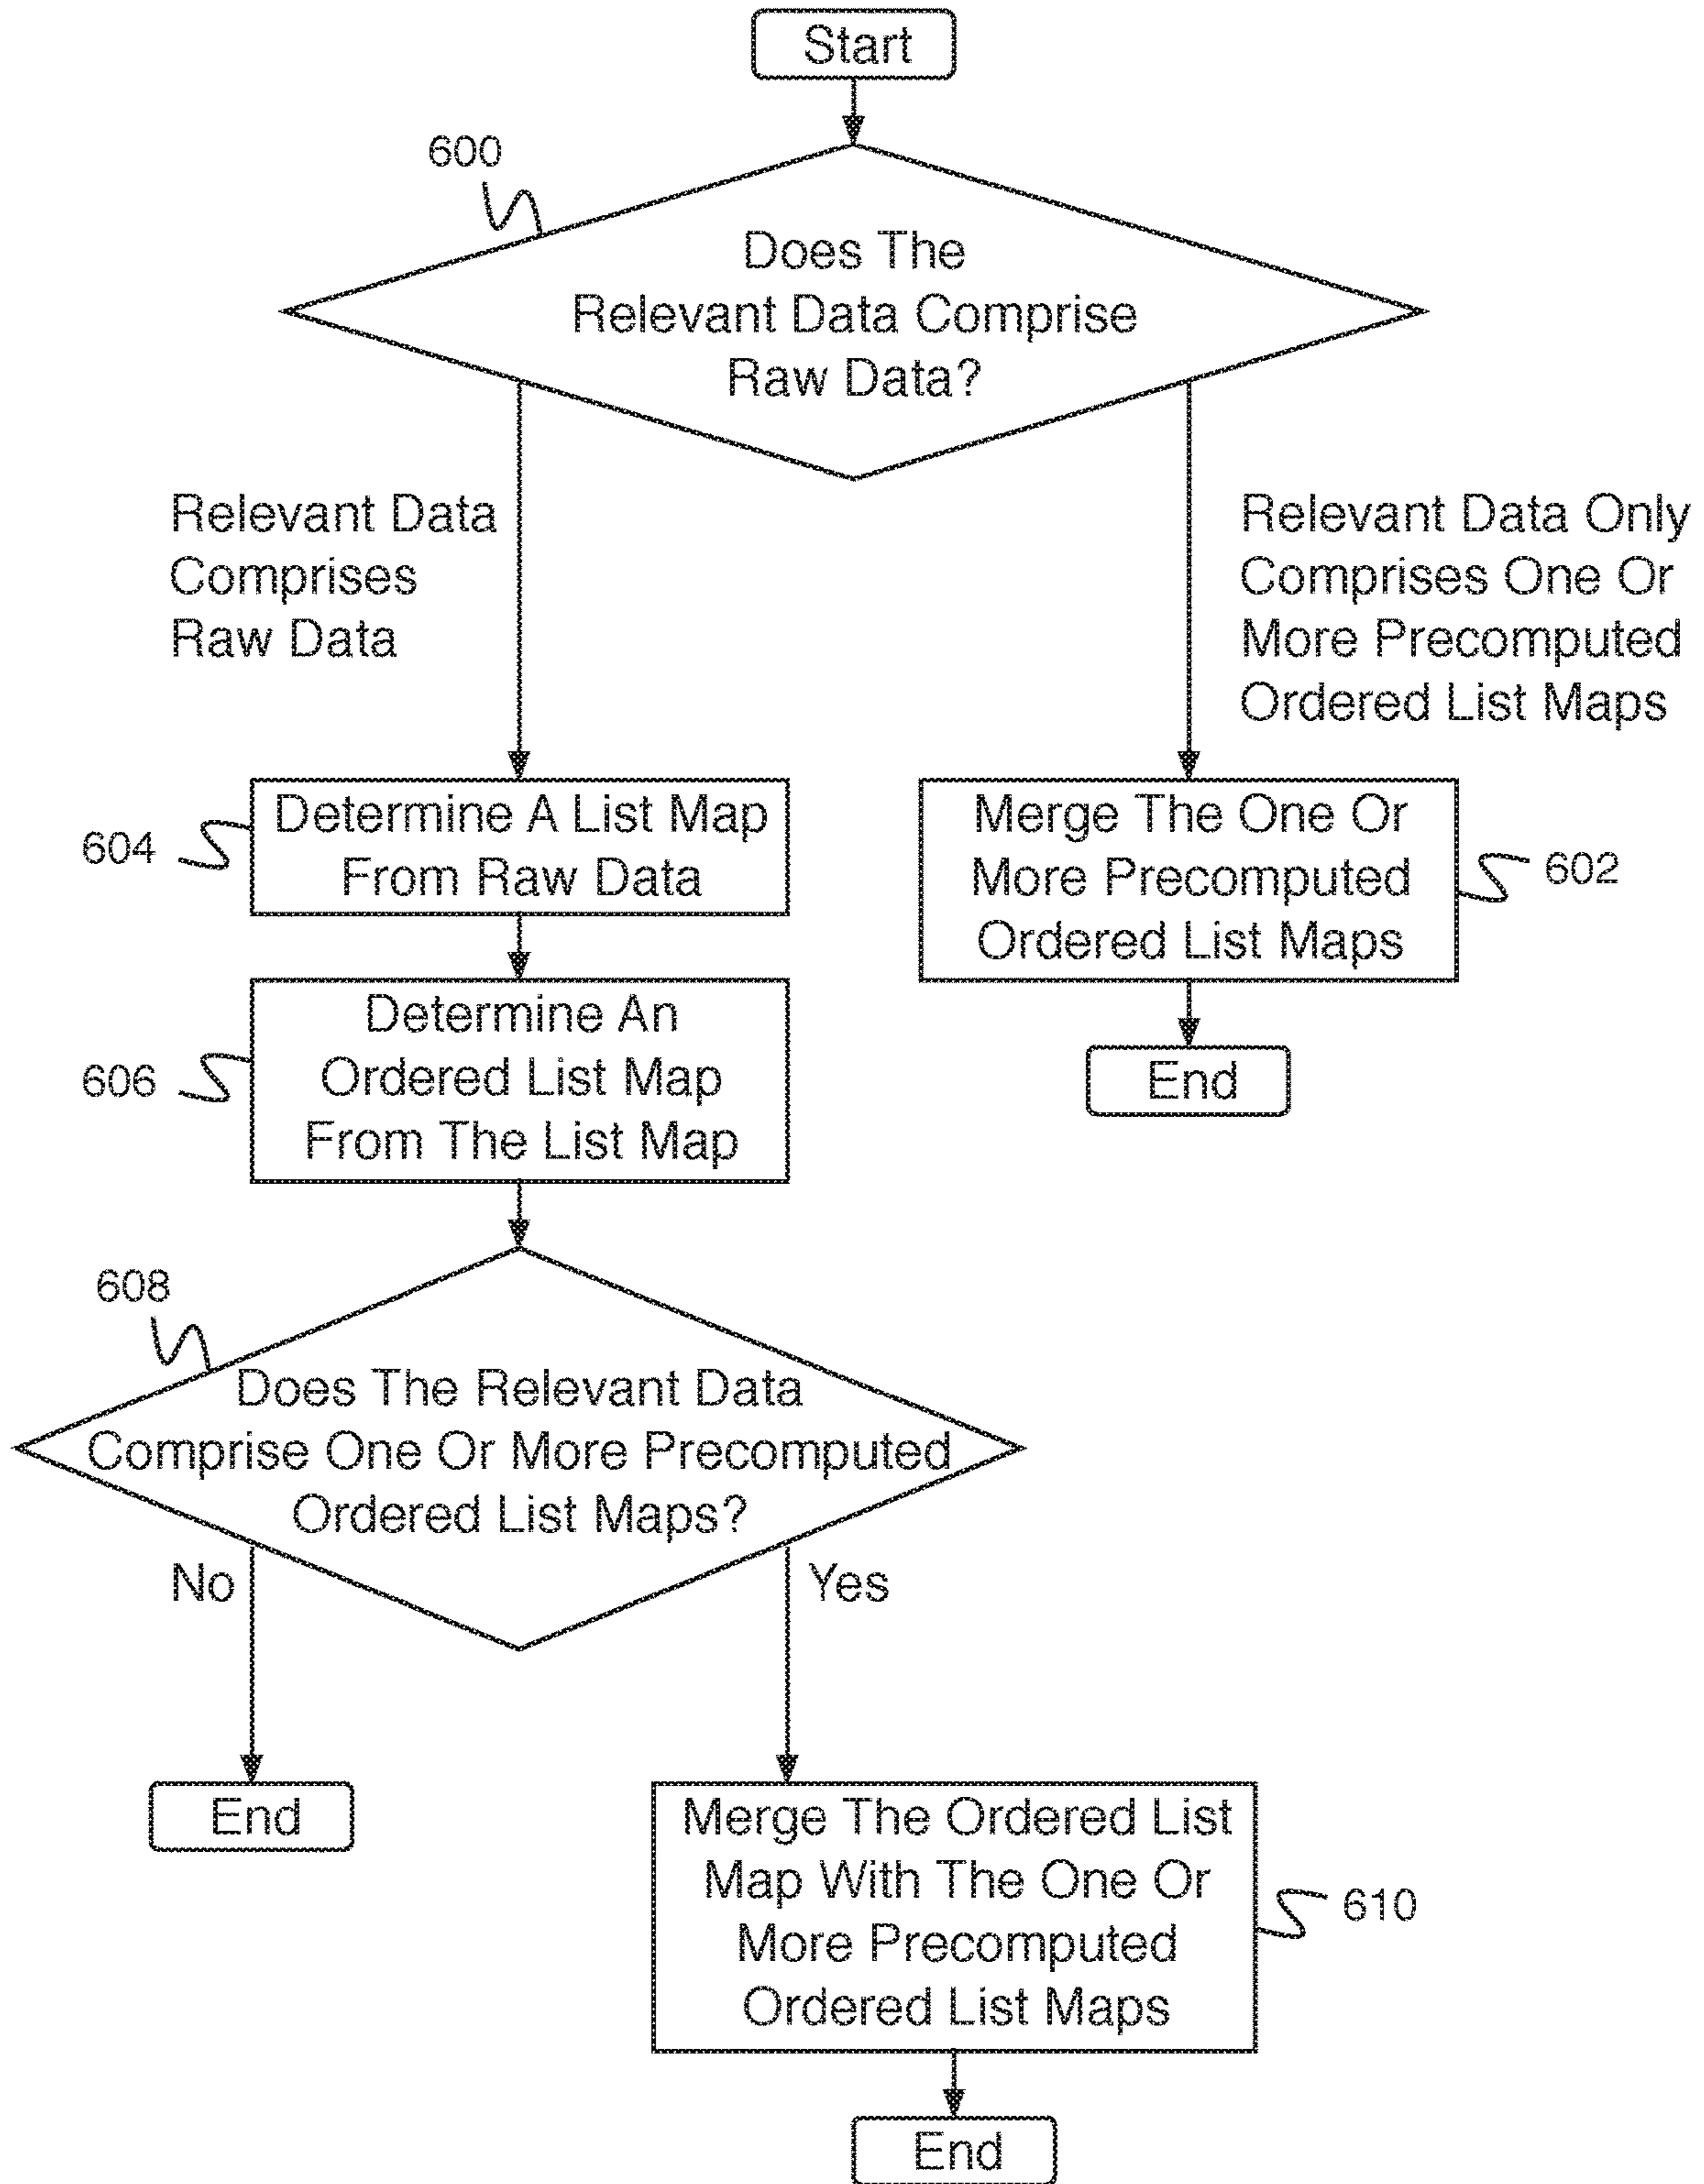 Start
600
Does The
Relevant Data Comprise
Raw Data?
Relevant Data
Comprises
Raw Data
Relevant Data Only
Comprises One Or
More Precomputed
Ordered List Maps
604
Determine A List Map
From Raw Data
Merge The One Or
More Precomputed
Ordered List Maps
602
606
Determine An
Ordered List Map
From The List Map
End
608
Does The Relevant Data
Comprise One Or More Precomputed
Ordered List Maps?
No
Yes
End
Merge The Ordered List
Map With The One Or
More Precomputed
Ordered List Maps
610
End